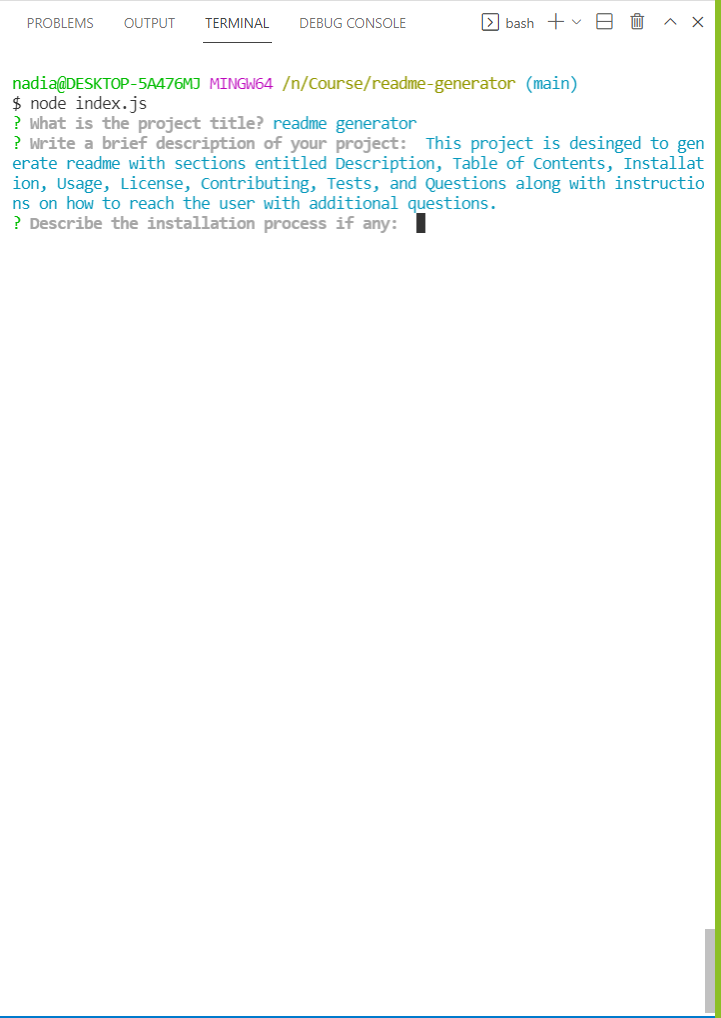 PROBLEMS OUTPUT TERMINAL DEBUG CONSOLE bash
nadia@DESKTOP-5A476MJ MINGW64 /n/Course/readme-generator (main)
$ node index.js
? What is the project title? readme generator
? Write a brief description of your project:  This project is desinged to gen
erate readme with sections entitled Description, Table of Contents, Installat
ion, Usage, License, Contributing, Tests, and Questions along with instructio
ns on how to reach the user with additional questions.
? Describe the installation process if any: